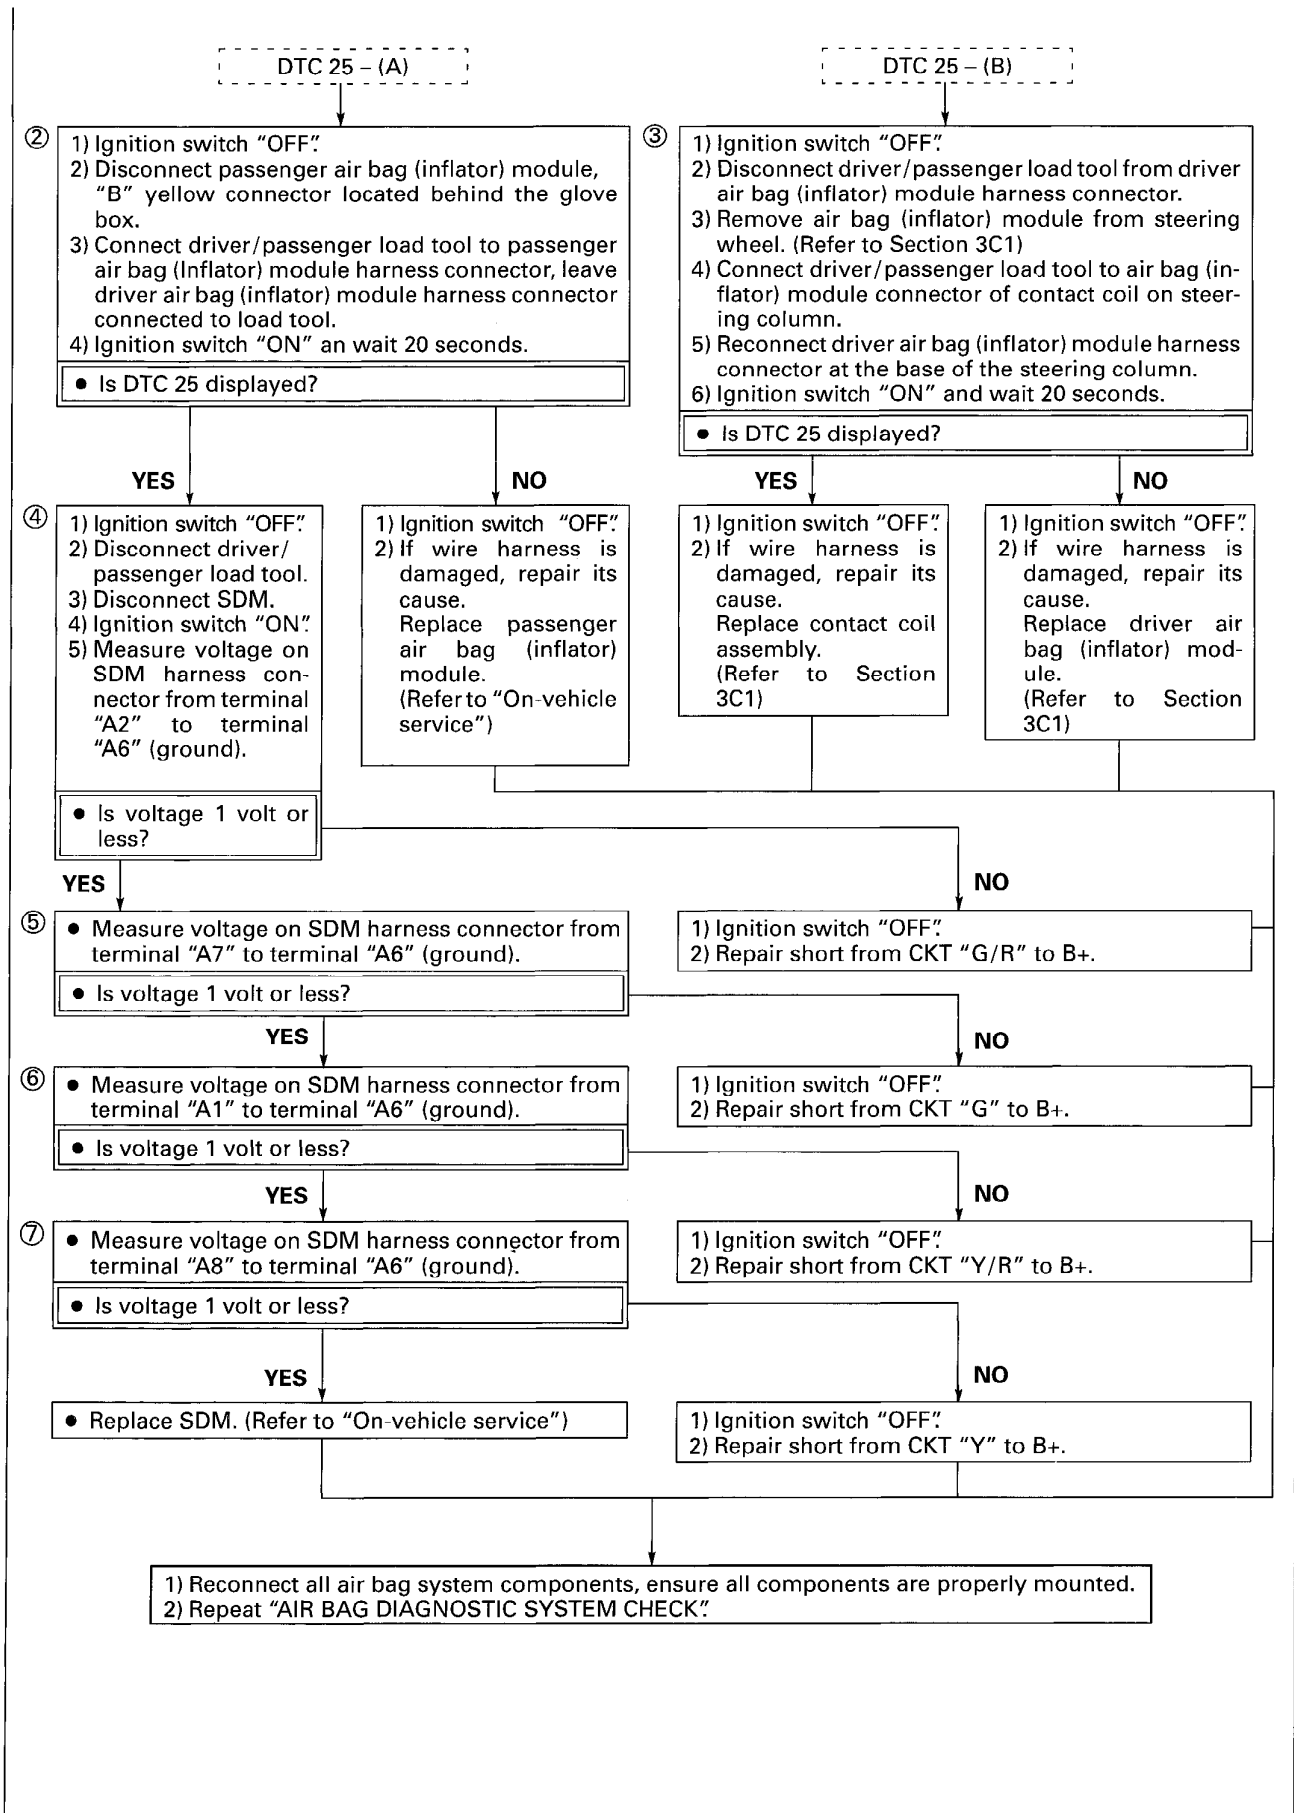 DTC 25 – (A)
DTC 25 – (B)
②
1) Ignition switch “OFF”.
2) Disconnect passenger air bag (inflator) module,
“B” yellow connector located behind the glove
box.
3) Connect driver/passenger load tool to passenger
air bag (Inflator) module harness connector, leave
driver air bag (inflator) module harness connector
connected to load tool.
4) Ignition switch “ON” an wait 20 seconds.
● Is DTC 25 displayed?
③
1) Ignition switch “OFF”.
2) Disconnect driver/passenger load tool from driver
air bag (inflator) module harness connector.
3) Remove air bag (inflator) module from steering
wheel. (Refer to Section 3C1)
4) Connect driver/passenger load tool to air bag (in-
flator) module connector of contact coil on steer-
ing column.
5) Reconnect driver air bag (inflator) module harness
connector at the base of the steering column.
6) Ignition switch “ON” and wait 20 seconds.
● Is DTC 25 displayed?
YES
NO
YES
NO
④
1) Ignition switch “OFF”.
2) Disconnect driver/
passenger load tool.
3) Disconnect SDM.
4) Ignition switch “ON”.
5) Measure voltage on
SDM harness con-
nector from terminal
“A2” to terminal
“A6” (ground).
● Is voltage 1 volt or
less?
1) Ignition switch “OFF”.
2) If wire harness is
damaged, repair its
cause.
Replace passenger
air bag (inflator)
module.
(Refer to “On-vehicle
service”)
1) Ignition switch “OFF”.
2) If wire harness is
damaged, repair its
cause.
Replace contact coil
assembly.
(Refer to Section
3C1)
1) Ignition switch “OFF”.
2) If wire harness is
damaged, repair its
cause.
Replace driver air
bag (inflator) mod-
ule.
(Refer to Section
3C1)
YES
NO
⑤
● Measure voltage on SDM harness connector from
terminal “A7” to terminal “A6” (ground).
● Is voltage 1 volt or less?
1) Ignition switch “OFF”.
2) Repair short from CKT “G/R” to B+.
YES
NO
⑥
● Measure voltage on SDM harness connector from
terminal “A1” to terminal “A6” (ground).
● Is voltage 1 volt or less?
1) Ignition switch “OFF”.
2) Repair short from CKT “G” to B+.
YES
NO
⑦
● Measure voltage on SDM harness connector from
terminal “A8” to terminal “A6” (ground).
● Is voltage 1 volt or less?
1) Ignition switch “OFF”.
2) Repair short from CKT “Y/R” to B+.
YES
NO
● Replace SDM. (Refer to “On-vehicle service”)
1) Ignition switch “OFF”.
2) Repair short from CKT “Y” to B+.
1) Reconnect all air bag system components, ensure all components are properly mounted.
2) Repeat “AIR BAG DIAGNOSTIC SYSTEM CHECK”.